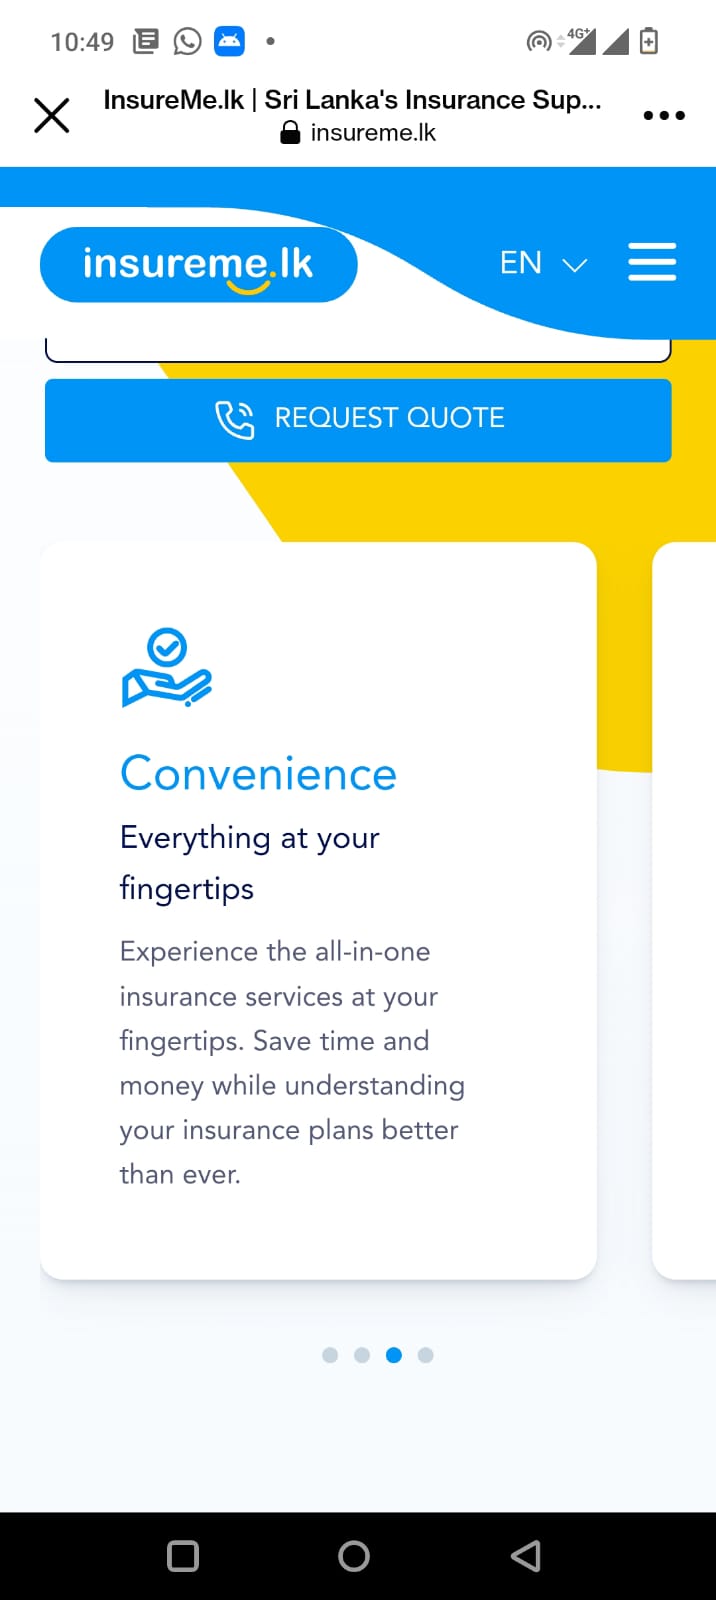 10:49
4G+
InsureMe.lk | Sri Lanka's Insurance Sup...
insureme.lk
insureme.lk
EN
REQUEST QUOTE
Convenience
Everything at your
fingertips
Experience the all-in-one
insurance services at your
fingertips. Save time and
money while understanding
your insurance plans better
than ever.